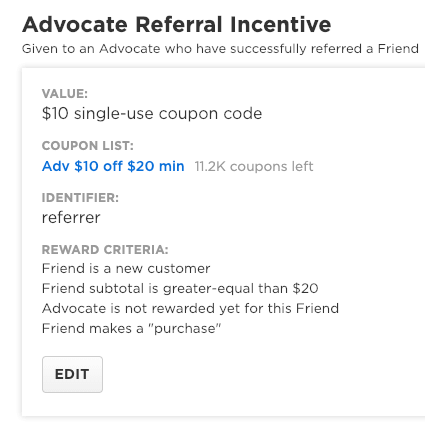 Advocate Referral Incentive
Given to an Advocate who have successfully referred a Friend
VALUE:
$10 single-use coupon code
COUPON LIST:
Adv $10 off $20 min 11.2K coupons left
IDENTIFIER:
referrer
REWARD CRITERIA:
Friend is a new customer
Friend subtotal is greater-equal than $20
Advocate is not rewarded yet for this Friend
Friend makes a "purchase"
EDIT